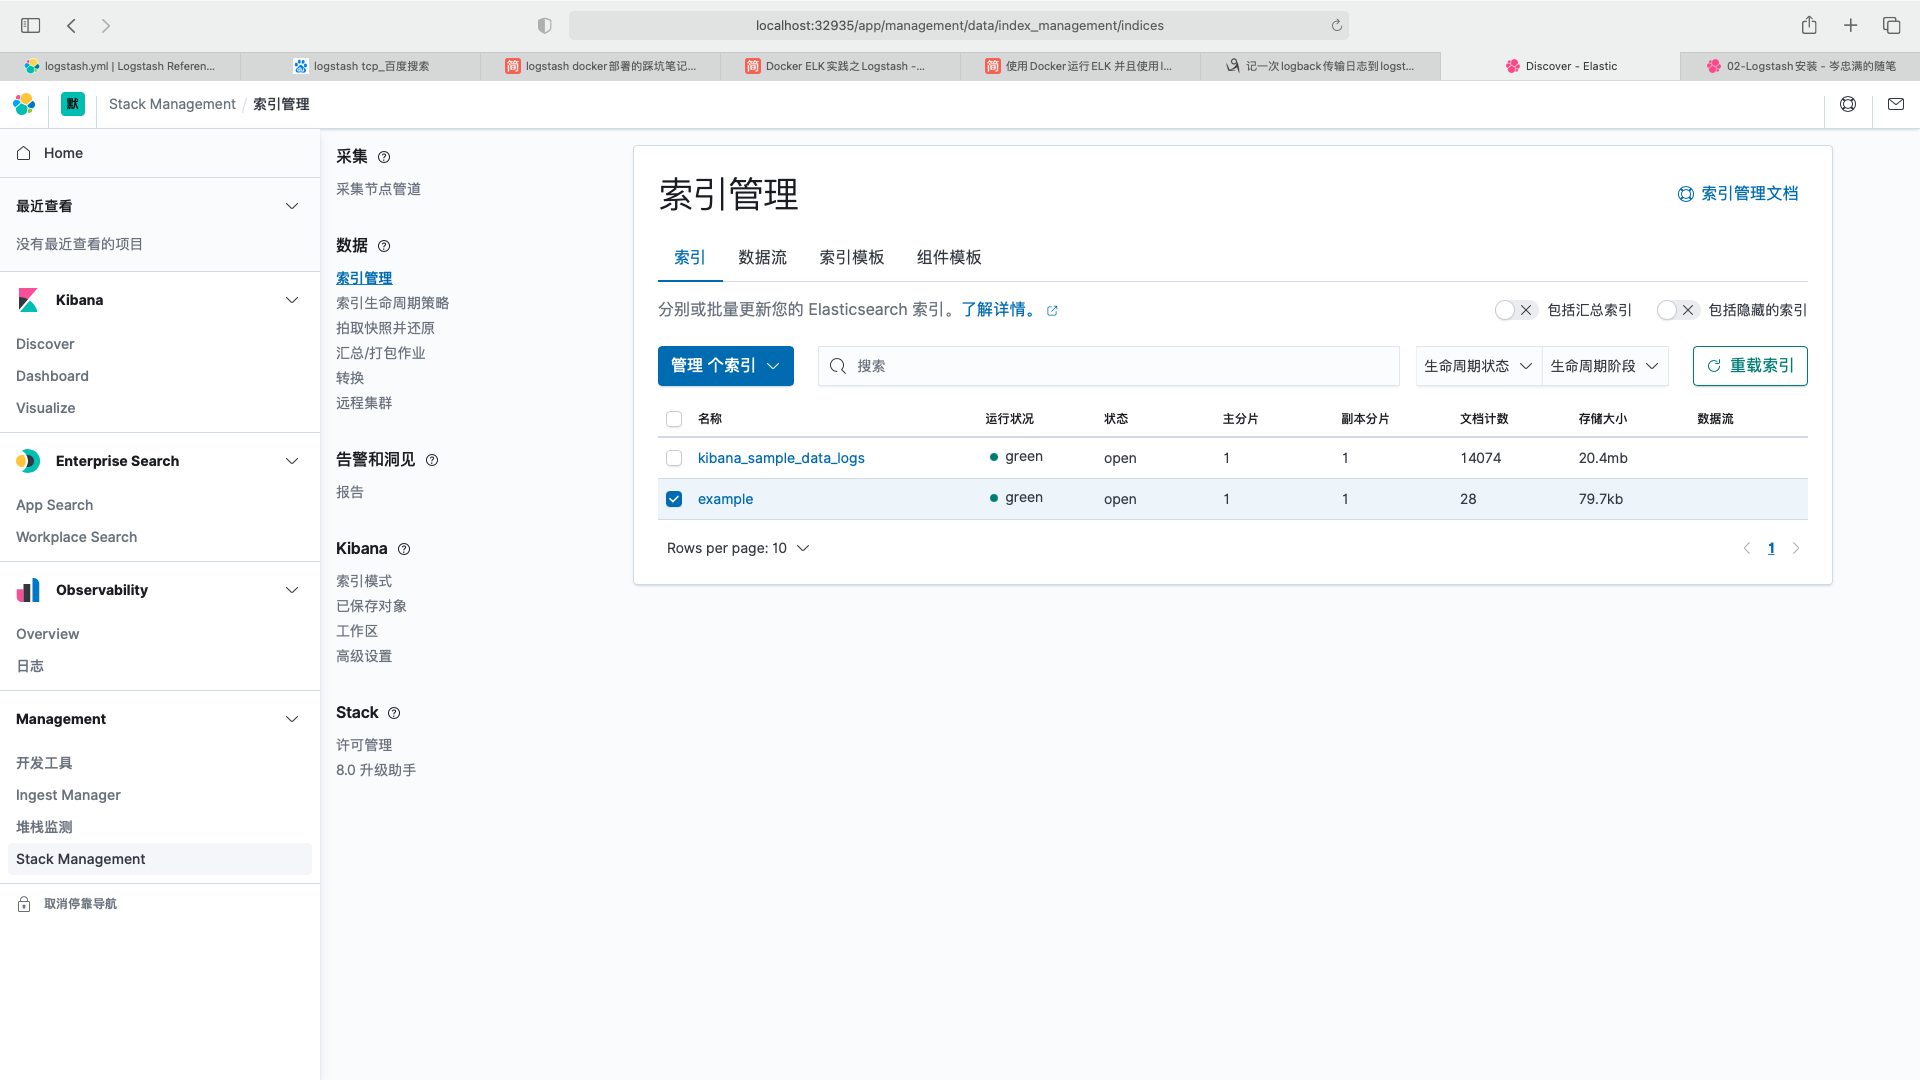 localhost:32935/app/management/data/index_management/indices
logstash.yml | Logstash Referen...
logstash tcp_百度搜索
简 logstash docker部署的踩坑笔记...
简 Docker ELK实践之Logstash -...
简 使用Docker运行ELK 并且使用l...
记一次logback传输日志到logst...
Discover - Elastic
02-Logstash安装 - 岑忠满的随笔
默 Stack Management / 索引管理
Home
最近查看
没有最近查看的项目
Kibana
Discover
Dashboard
Visualize
Enterprise Search
App Search
Workplace Search
Observability
Overview
日志
Management
开发工具
Ingest Manager
堆栈监测
Stack Management
取消停靠导航
采集
采集节点管道
数据
索引管理
索引生命周期策略
拍取快照并还原
汇总/打包作业
转换
远程集群
告警和洞见
报告
Kibana
索引模式
已保存对象
工作区
高级设置
Stack
许可管理
8.0 升级助手
索引管理
索引管理文档
索引 数据流 索引模板 组件模板
分别或批量更新您的 Elasticsearch 索引。了解详情。
包括汇总索引 包括隐藏的索引
管理 个索引 搜索 生命周期状态 生命周期阶段 重载索引
名称 运行状况 状态 主分片 副本分片 文档计数 存储大小 数据流
kibana_sample_data_logs green open 1 1 14074 20.4mb
example green open 1 1 28 79.7kb
Rows per page: 10
1